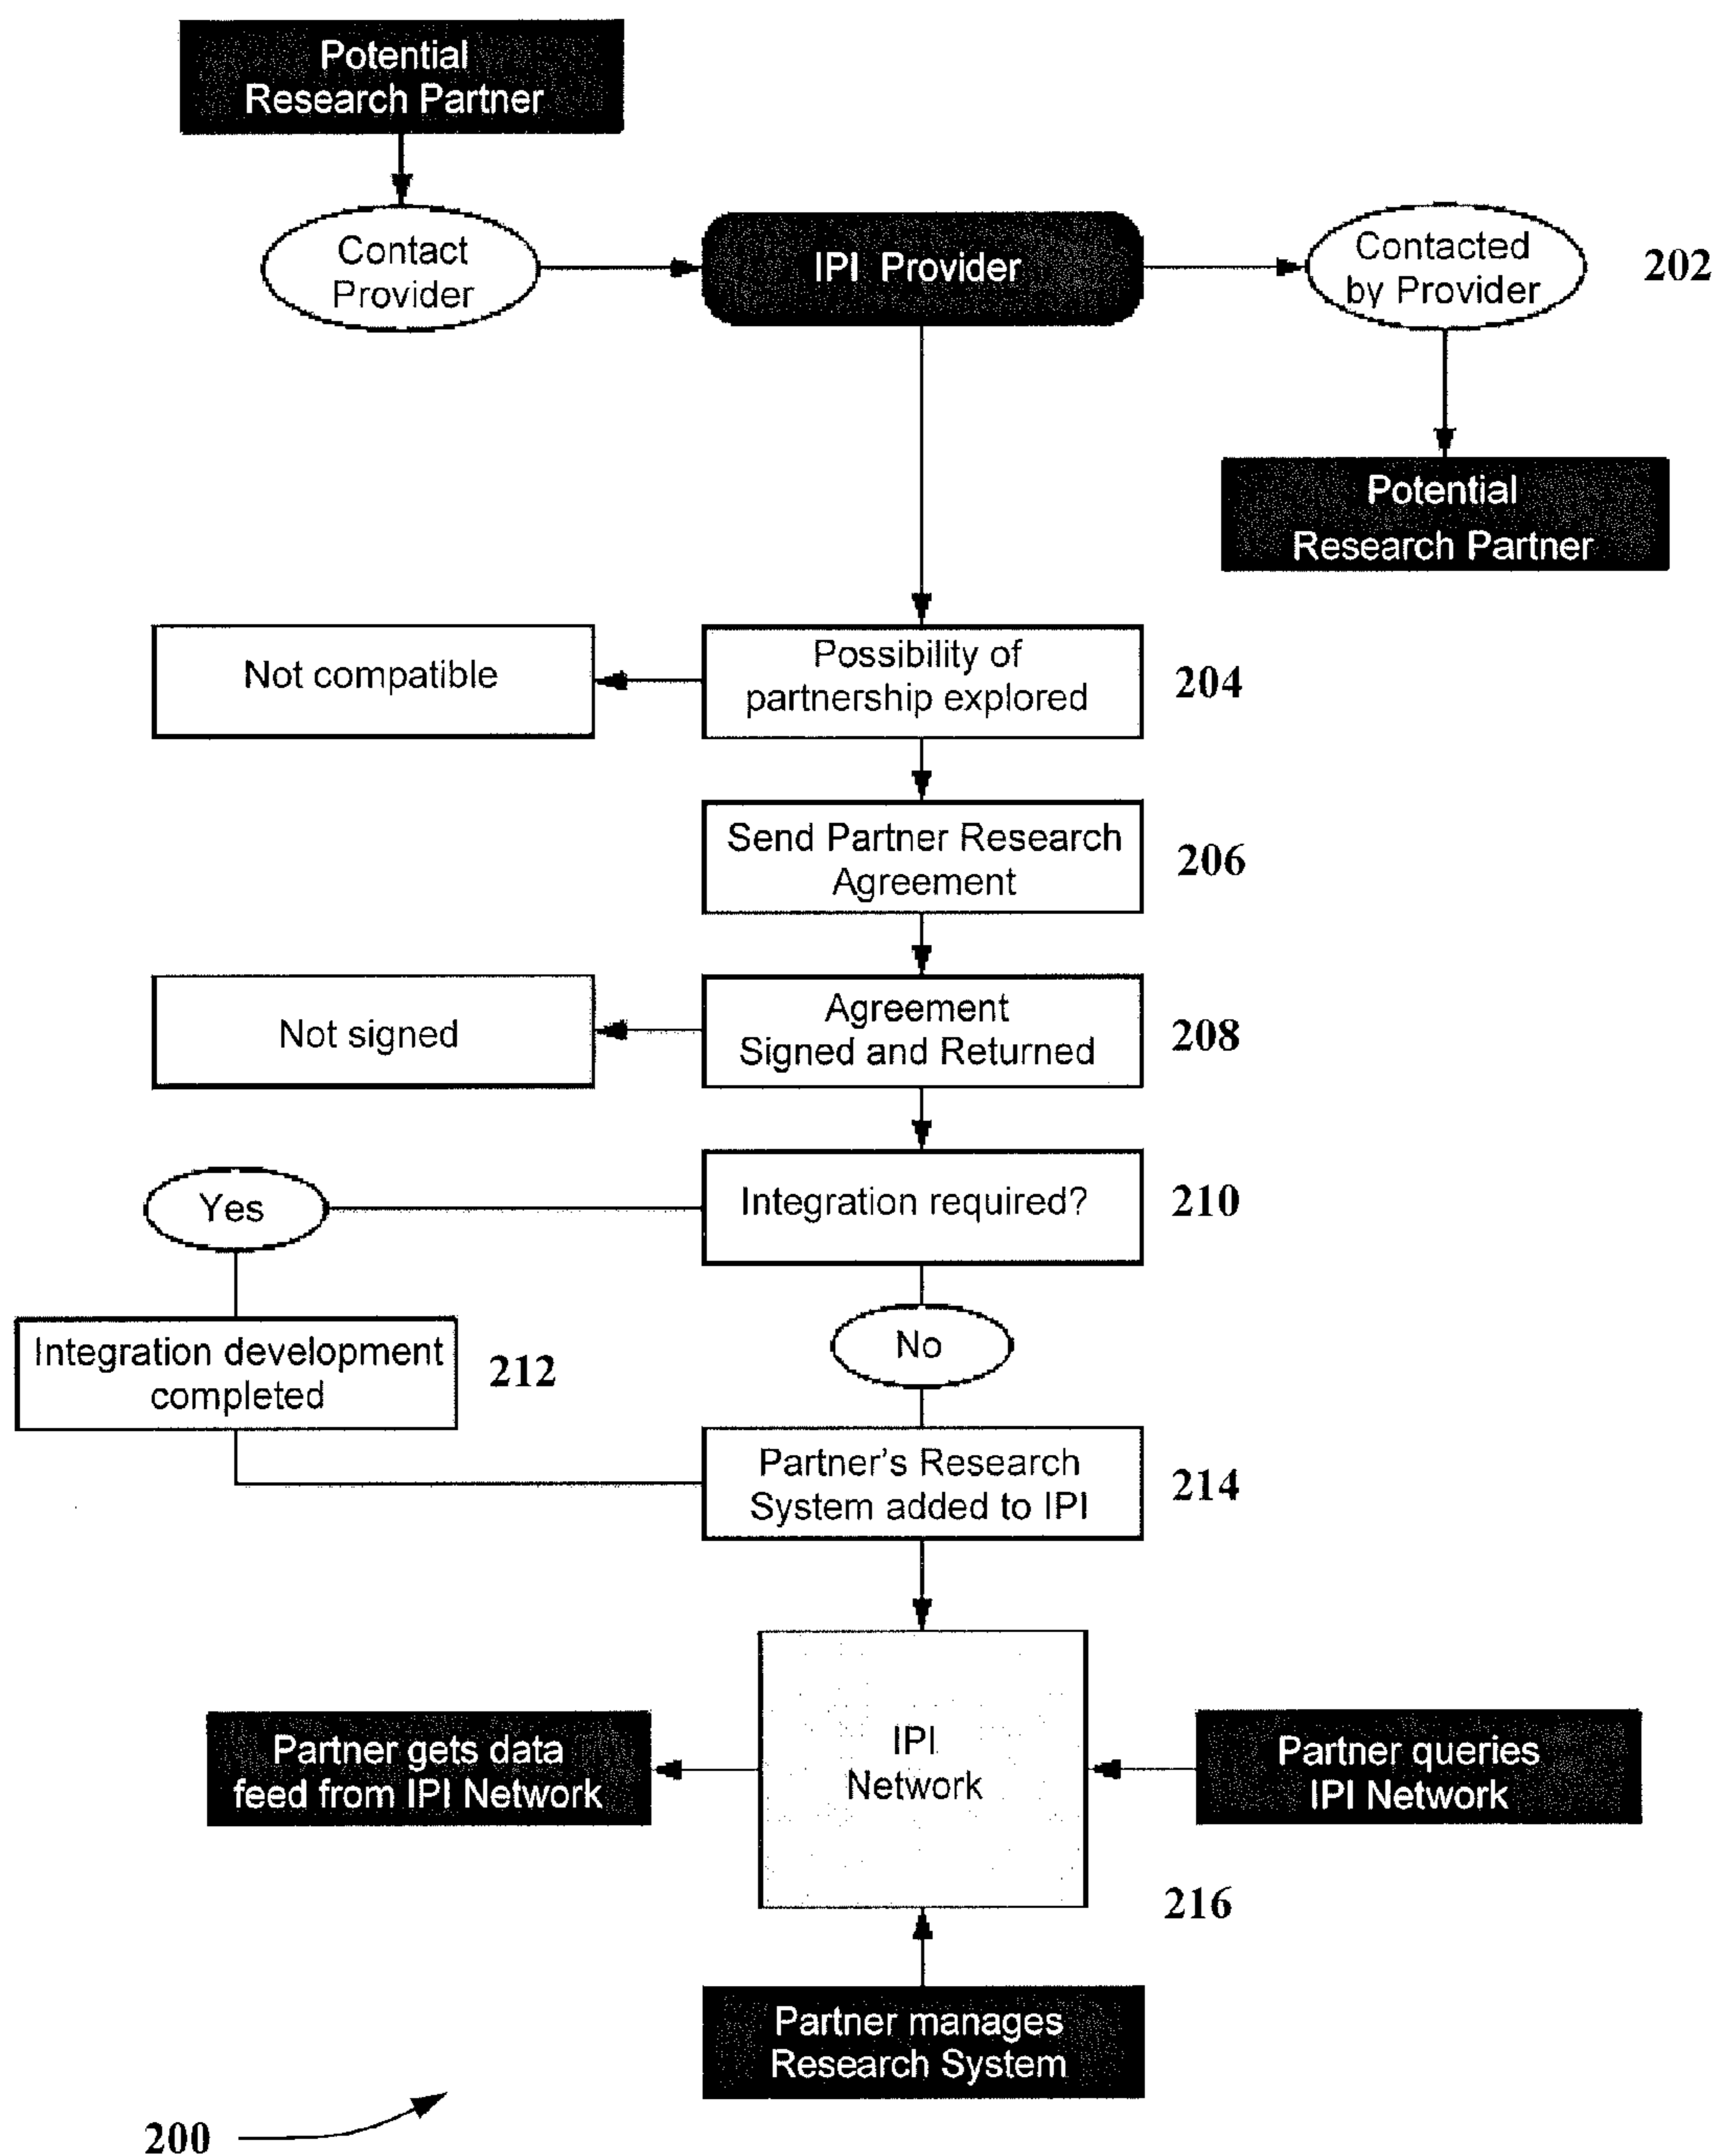 Potential
Research Partner
Contact
Provider
IPI Provider
Contacted
by Provider
202
Potential
Research Partner
Not compatible
Possibility of
partnership explored
204
Send Partner Research
Agreement
206
Not signed
Agreement
Signed and Returned
208
Yes
Integration required?
210
Integration development
completed
212
No
Partner's Research
System added to IPI
214
Partner gets data
feed from IPI Network
IPI
Network
Partner queries
IPI Network
216
Partner manages
Research System
200